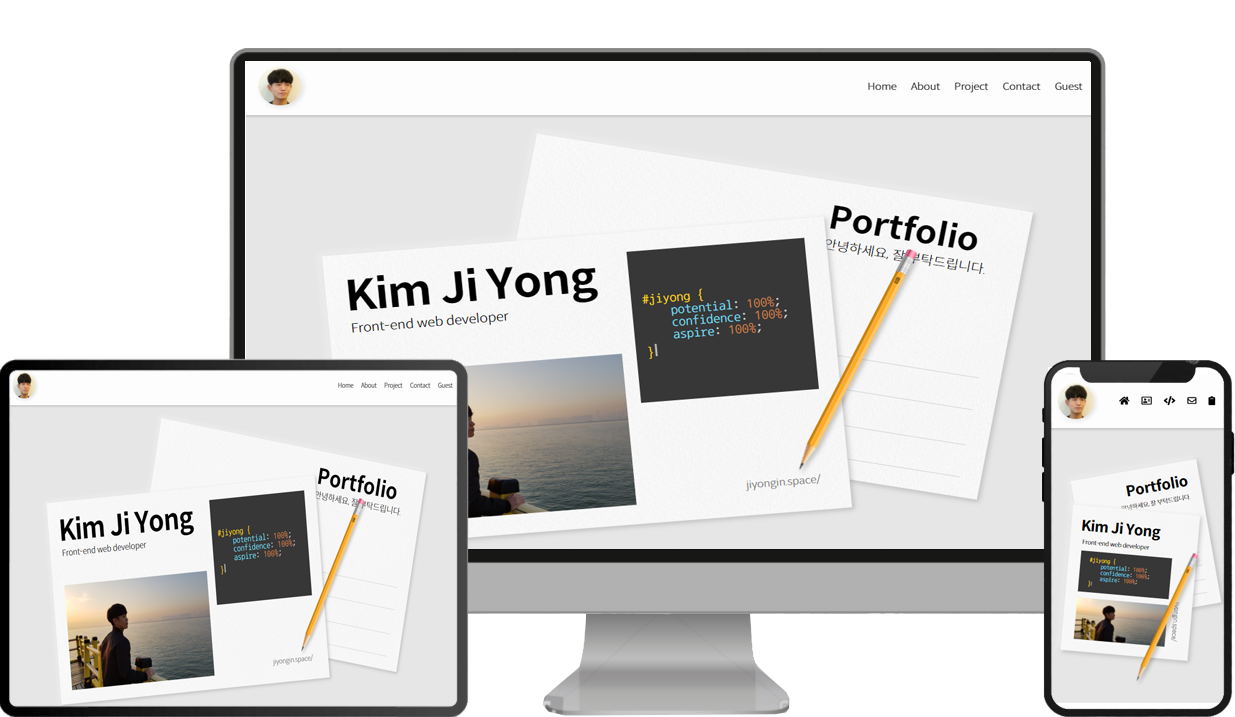 Home About Project Contact Guest
Portfolio
안녕하세요, 잘 부탁드립니다.
Kim Ji Yong
Front-end web developer
#jiyong {
potential: 100%;
confidence: 100%;
aspire: 100%;
}
jiyongin.space/
Home About Project Contact Guest
Portfolio
안녕하세요, 잘 부탁드립니다.
Kim Ji Yong
Front-end web developer
#jiyong {
potential: 100%;
confidence: 100%;
aspire: 100%;
}
jiyongin.space/
Portfolio
안녕하세요, 잘 부탁드립니다.
Kim Ji Yong
Front-end web developer
#jiyong {
potential: 100%;
confidence: 100%;
aspire: 100%;
}
jiyongin.space/